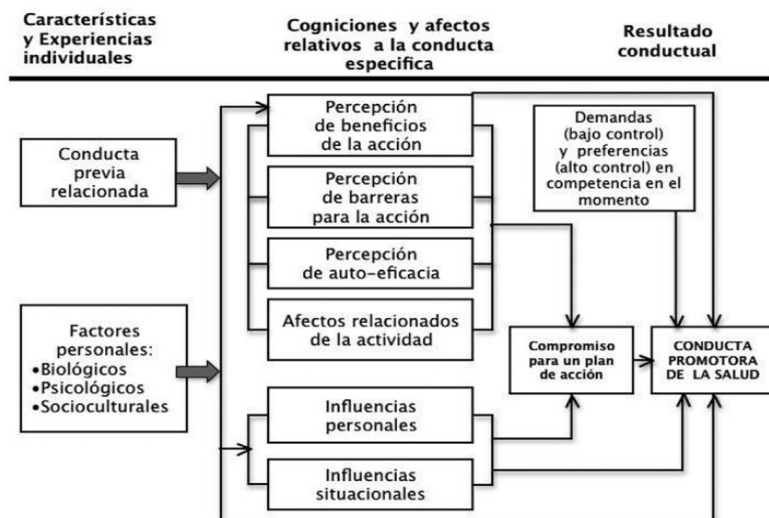 Características
y Experiencias
individuales
Cogniciones y afectos
relativos a la conducta
especifica
Resultado
conductual
Conducta
previa
relacionada
Factores
personales:
•Biológicos
•Psicológicos
•Socioculturales
Percepción
de beneficios
de la acción
Percepción
de barreras
para la acción
Percepción
de auto-eficacia
Afectos relacionados
de la actividad
Influencias
personales
Influencias
situacionales
Demandas
(bajo control)
y preferencias
(alto control) en
competencia en el
momento
Compromiso
para un plan
de acción
CONDUCTA
PROMOTORA
DE LA SALUD